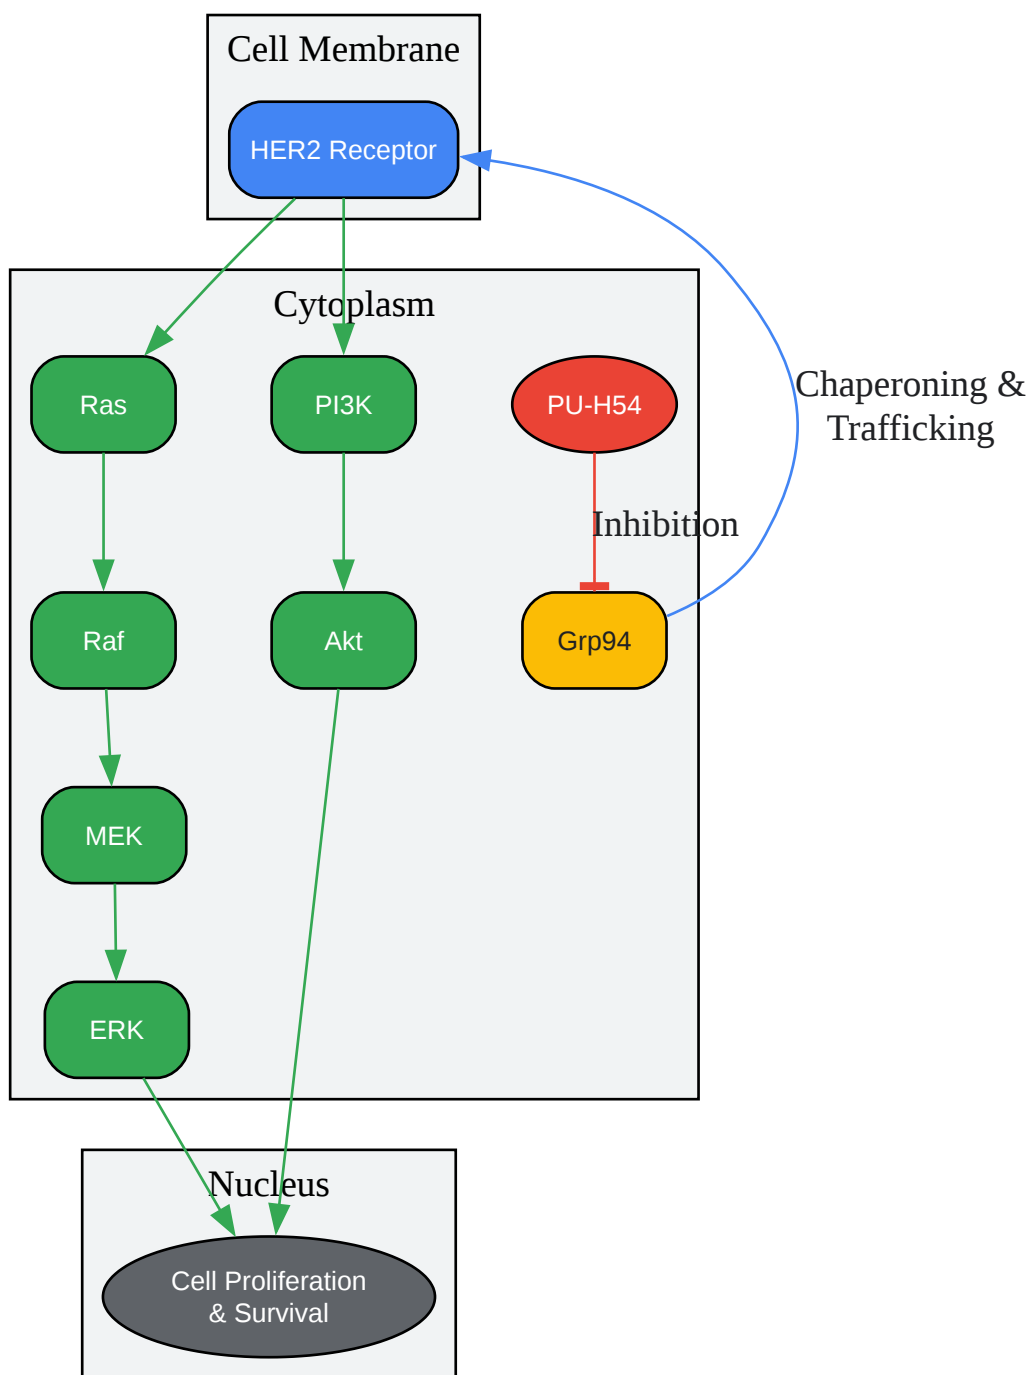 Cell Membrane
HER2 Receptor
Cytoplasm
Ras
PI3K
PU-H54
Chaperoning &
Trafficking
Inhibition
Raf
Akt
Grp94
MEK
ERK
Nucleus
Cell Proliferation
& Survival